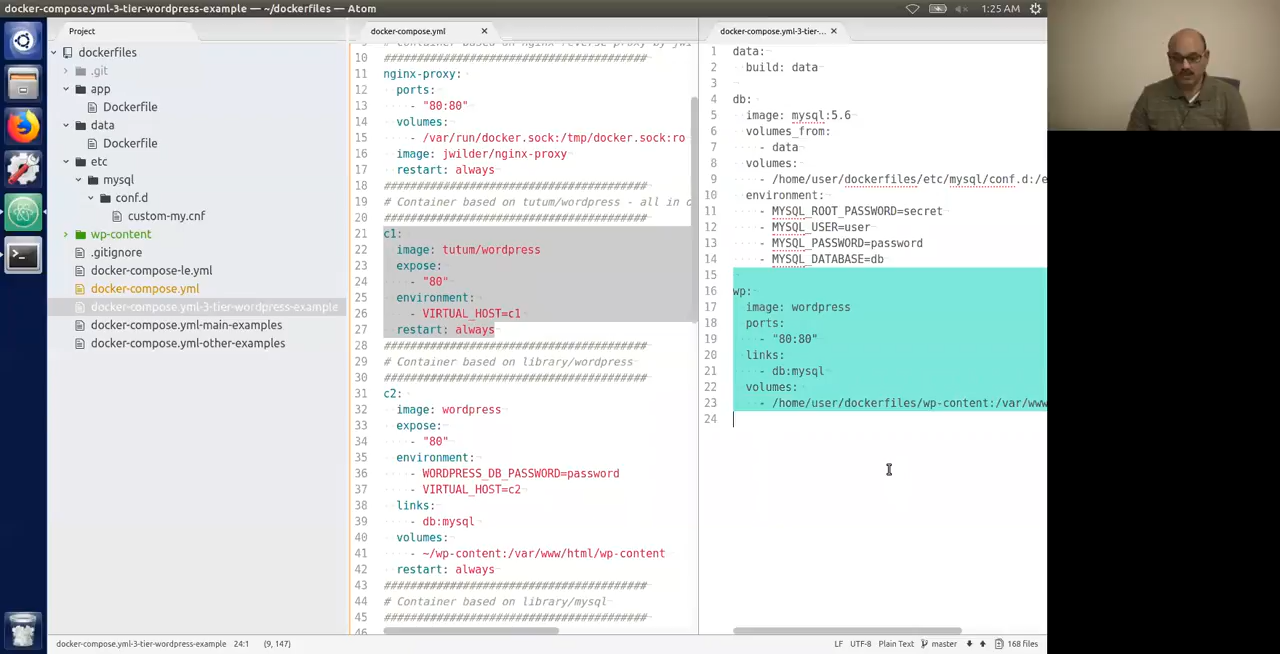 docker-compose.yml-3-tier-wordpress-example — ~/dockerfiles — Atom
1:25 AM
Project
dockerfiles
.git
app
Dockerfile
data
Dockerfile
etc
mysql
conf.d
custom-my.cnf
wp-content
.gitignore
docker-compose-le.yml
docker-compose.yml
docker-compose.yml-3-tier-wordpress-example
docker-compose.yml-main-examples
docker-compose.yml-other-examples
docker-compose.yml
10 ########################################
11 nginx-proxy:
12 ports:
13 - "80:80"
14 volumes:
15 - /var/run/docker.sock:/tmp/docker.sock:ro
16 image: jwilder/nginx-proxy
17 restart: always
18 ########################################
19 # Container based on tutum/wordpress - all in
20 ########################################
21 c1:
22 image: tutum/wordpress
23 expose:
24 - "80"
25 environment:
26 - VIRTUAL_HOST=c1
27 restart: always
28 ########################################
29 # Container based on library/wordpress
30 ########################################
31 c2:
32 image: wordpress
33 expose:
34 - "80"
35 environment:
36 - WORDPRESS_DB_PASSWORD=password
37 - VIRTUAL_HOST=c2
38 links:
39 - db:mysql
40 volumes:
41 - ~/wp-content:/var/www/html/wp-content
42 restart: always
43 ########################################
44 # Container based on library/mysql
45 ########################################
docker-compose.yml-3-tier-...
1 data:
2 build: data
3
4 db:
5 image: mysql:5.6
6 volumes_from:
7 - data
8 volumes:
9 - /home/user/dockerfiles/etc/mysql/conf.d:/e
10 environment:
11 - MYSQL_ROOT_PASSWORD=secret
12 - MYSQL_USER=user
13 - MYSQL_PASSWORD=password
14 - MYSQL_DATABASE=db
15
16 wp:
17 image: wordpress
18 ports:
19 - "80:80"
20 links:
21 - db:mysql
22 volumes:
23 - /home/user/dockerfiles/wp-content:/var/www
24
docker-compose.yml-3-tier-wordpress-example 24:1 (9, 147)
LF UTF-8 Plain Text master 168 files